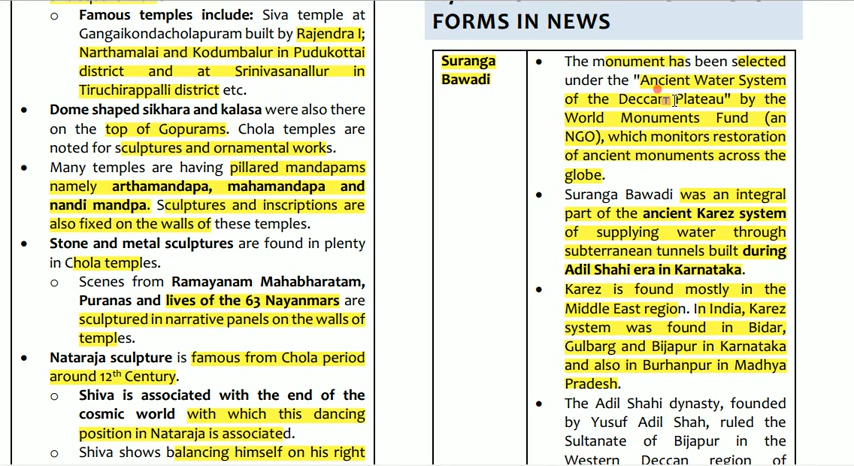 o Famous temples include: Siva temple at
Gangaikondacholapuram built by Rajendra I;
Narthamalai and Kodumbalur in Pudukottai
district and at Srinivasanallur in
Tiruchirappalli district etc.
• Dome shaped sikhara and kalasa were also there
on the top of Gopurams. Chola temples are
noted for sculptures and ornamental works.
• Many temples are having pillared mandapams
namely arthamandapa, mahamandapa and
nandi mandpa. Sculptures and inscriptions are
also fixed on the walls of these temples.
• Stone and metal sculptures are found in plenty
in Chola temples.
o Scenes from Ramayanam Mahabharatam,
Puranas and lives of the 63 Nayanmars are
sculptured in narrative panels on the walls of
temples.
• Nataraja sculpture is famous from Chola period
around 12th Century.
o Shiva is associated with the end of the
cosmic world with which this dancing
position in Nataraja is associated.
o Shiva shows balancing himself on his right
FORMS IN NEWS
Suranga
Bawadi
• The monument has been selected
under the "Ancient Water System
of the Deccan Plateau" by the
World Monuments Fund (an
NGO), which monitors restoration
of ancient monuments across the
globe.
• Suranga Bawadi was an integral
part of the ancient Karez system
of supplying water through
subterranean tunnels built during
Adil Shahi era in Karnataka.
• Karez is found mostly in the
Middle East region. In India, Karez
system was found in Bidar,
Gulbarg and Bijapur in Karnataka
and also in Burhanpur in Madhya
Pradesh.
• The Adil Shahi dynasty, founded
by Yusuf Adil Shah, ruled the
Sultanate of Bijapur in the
Western Deccan region of